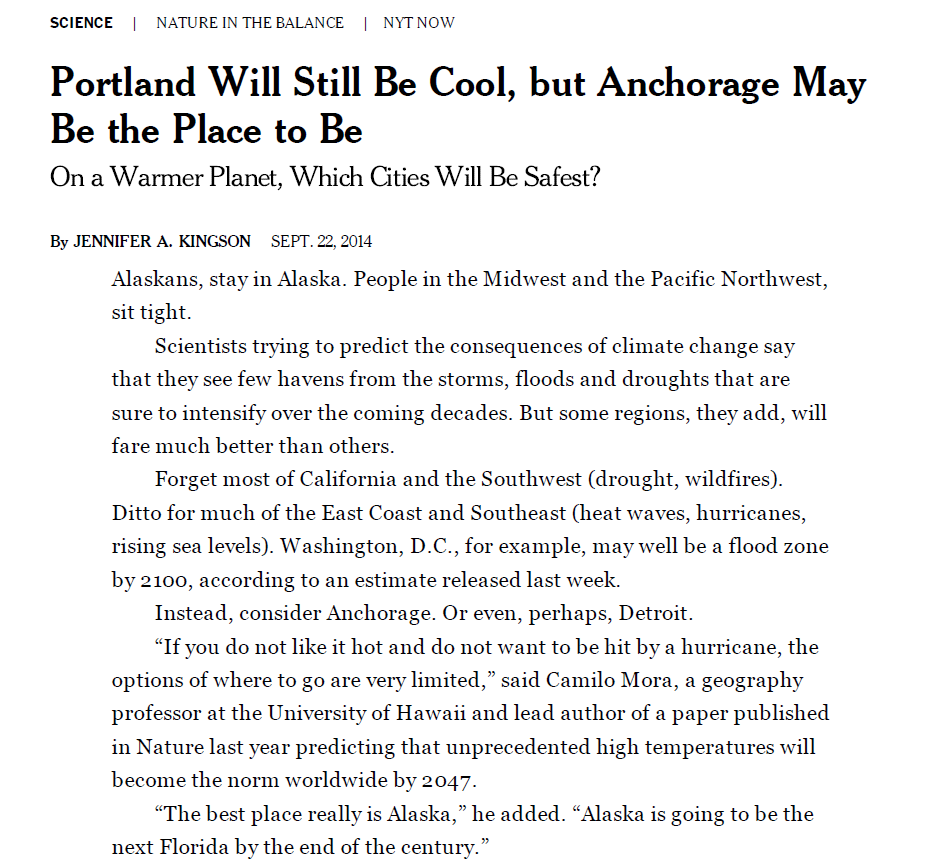 SCIENCE | NATURE IN THE BALANCE | NYT NOW
Portland Will Still Be Cool, but Anchorage May
Be the Place to Be
On a Warmer Planet, Which Cities Will Be Safest?
By JENNIFER A. KINGSON SEPT. 22, 2014
Alaskans, stay in Alaska. People in the Midwest and the Pacific Northwest,
sit tight.
Scientists trying to predict the consequences of climate change say
that they see few havens from the storms, floods and droughts that are
sure to intensify over the coming decades. But some regions, they add, will
fare much better than others.
Forget most of California and the Southwest (drought, wildfires).
Ditto for much of the East Coast and Southeast (heat waves, hurricanes,
rising sea levels). Washington, D.C., for example, may well be a flood zone
by 2100, according to an estimate released last week.
Instead, consider Anchorage. Or even, perhaps, Detroit.
“If you do not like it hot and do not want to be hit by a hurricane, the
options of where to go are very limited,” said Camilo Mora, a geography
professor at the University of Hawaii and lead author of a paper published
in Nature last year predicting that unprecedented high temperatures will
become the norm worldwide by 2047.
“The best place really is Alaska,” he added. “Alaska is going to be the
next Florida by the end of the century.”